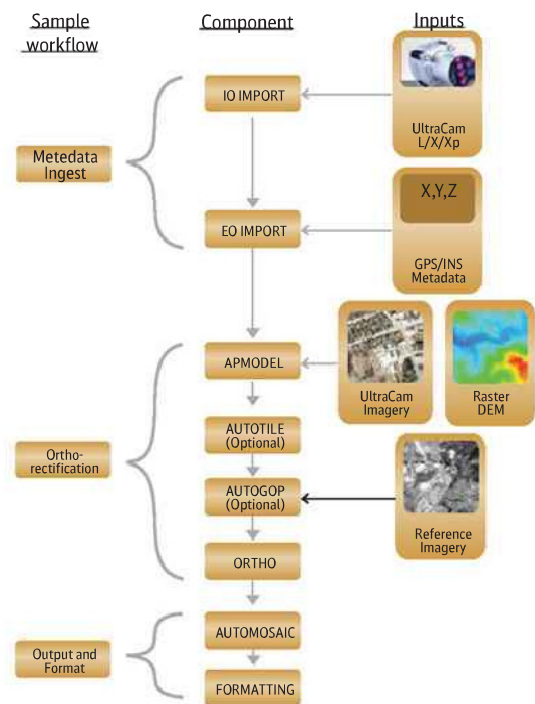 Sample
workflow
Component
Inputs
IO IMPORT
UltraCam
L/X/Xp
Metedata
Ingest
X,Y,Z
EO IMPORT
GPS/INS
Metadata
APMODEL
UltraCam
Imagery
Raster
DEM
AUTOTILE
(Optional)
Ortho-
rectification
AUTOGOP
(Optional)
Reference
Imagery
ORTHO
AUTOMOSAIC
Output and
Format
FORMATTING